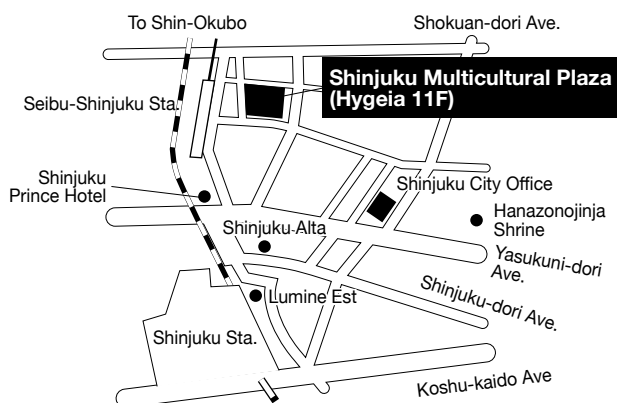 To Shin-Okubo
Shokuan-dori Ave.
Shinjuku Multicultural Plaza
(Hygeia 11F)
Seibu-Shinjuku Sta.
Shinjuku
Prince Hotel
Shinjuku City Office
Hanazonojinja
Shrine
Shinjuku Alta
Yasukuni-dori
Ave.
Shinjuku-dori Ave.
Lumine Est
Shinjuku Sta.
Koshu-kaido Ave